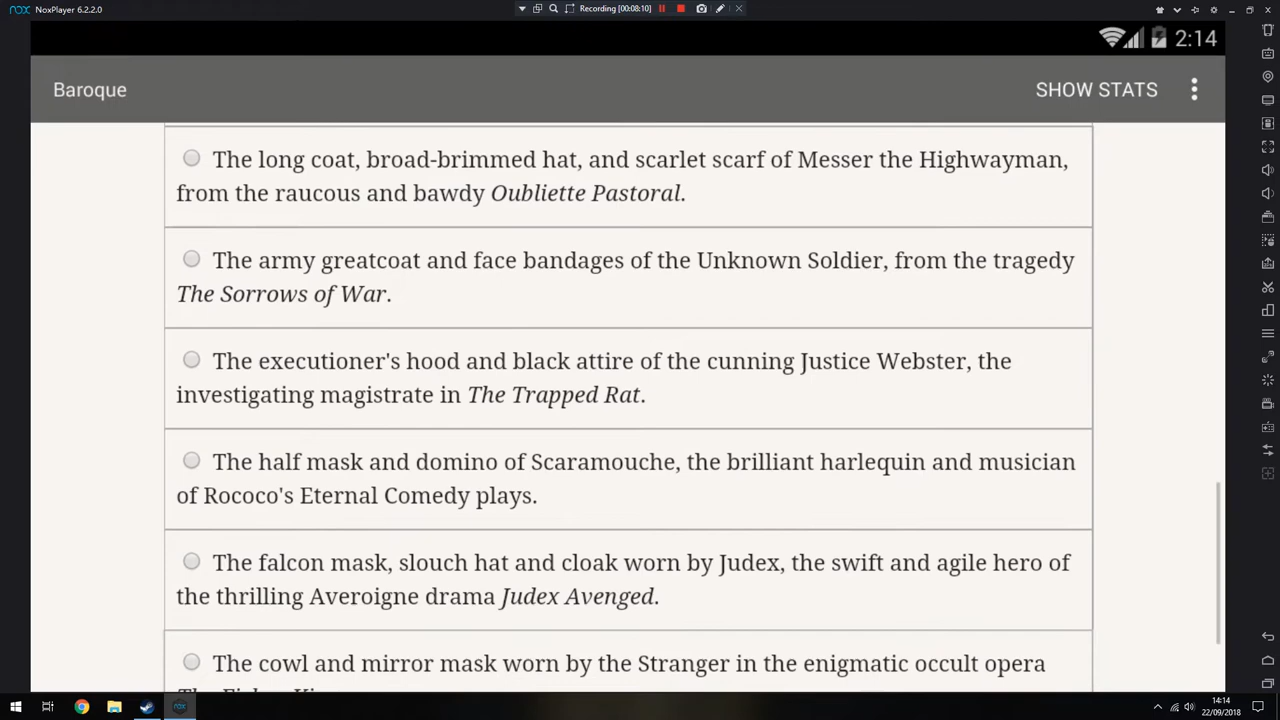 NoxPlayer 6.2.2.0
Recording [00:08:10]
2:14
Baroque
SHOW STATS
The long coat, broad-brimmed hat, and scarlet scarf of Messer the Highwayman,
from the raucous and bawdy Oubliette Pastoral.
The army greatcoat and face bandages of the Unknown Soldier, from the tragedy
The Sorrows of War.
The executioner's hood and black attire of the cunning Justice Webster, the
investigating magistrate in The Trapped Rat.
The half mask and domino of Scaramouche, the brilliant harlequin and musician
of Rococo's Eternal Comedy plays.
The falcon mask, slouch hat and cloak worn by Judex, the swift and agile hero of
the thrilling Averoigne drama Judex Avenged.
The cowl and mirror mask worn by the Stranger in the enigmatic occult opera
14:14
22/09/2018